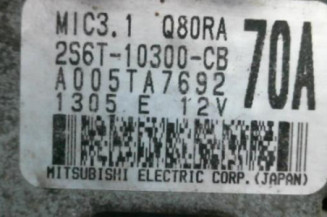 MIC3.1 Q80RA
2S6T-10300-CB
70A
A005TA7692
1305 E 12V
MITSUBISHI ELECTRIC CORP. (JAPAN)